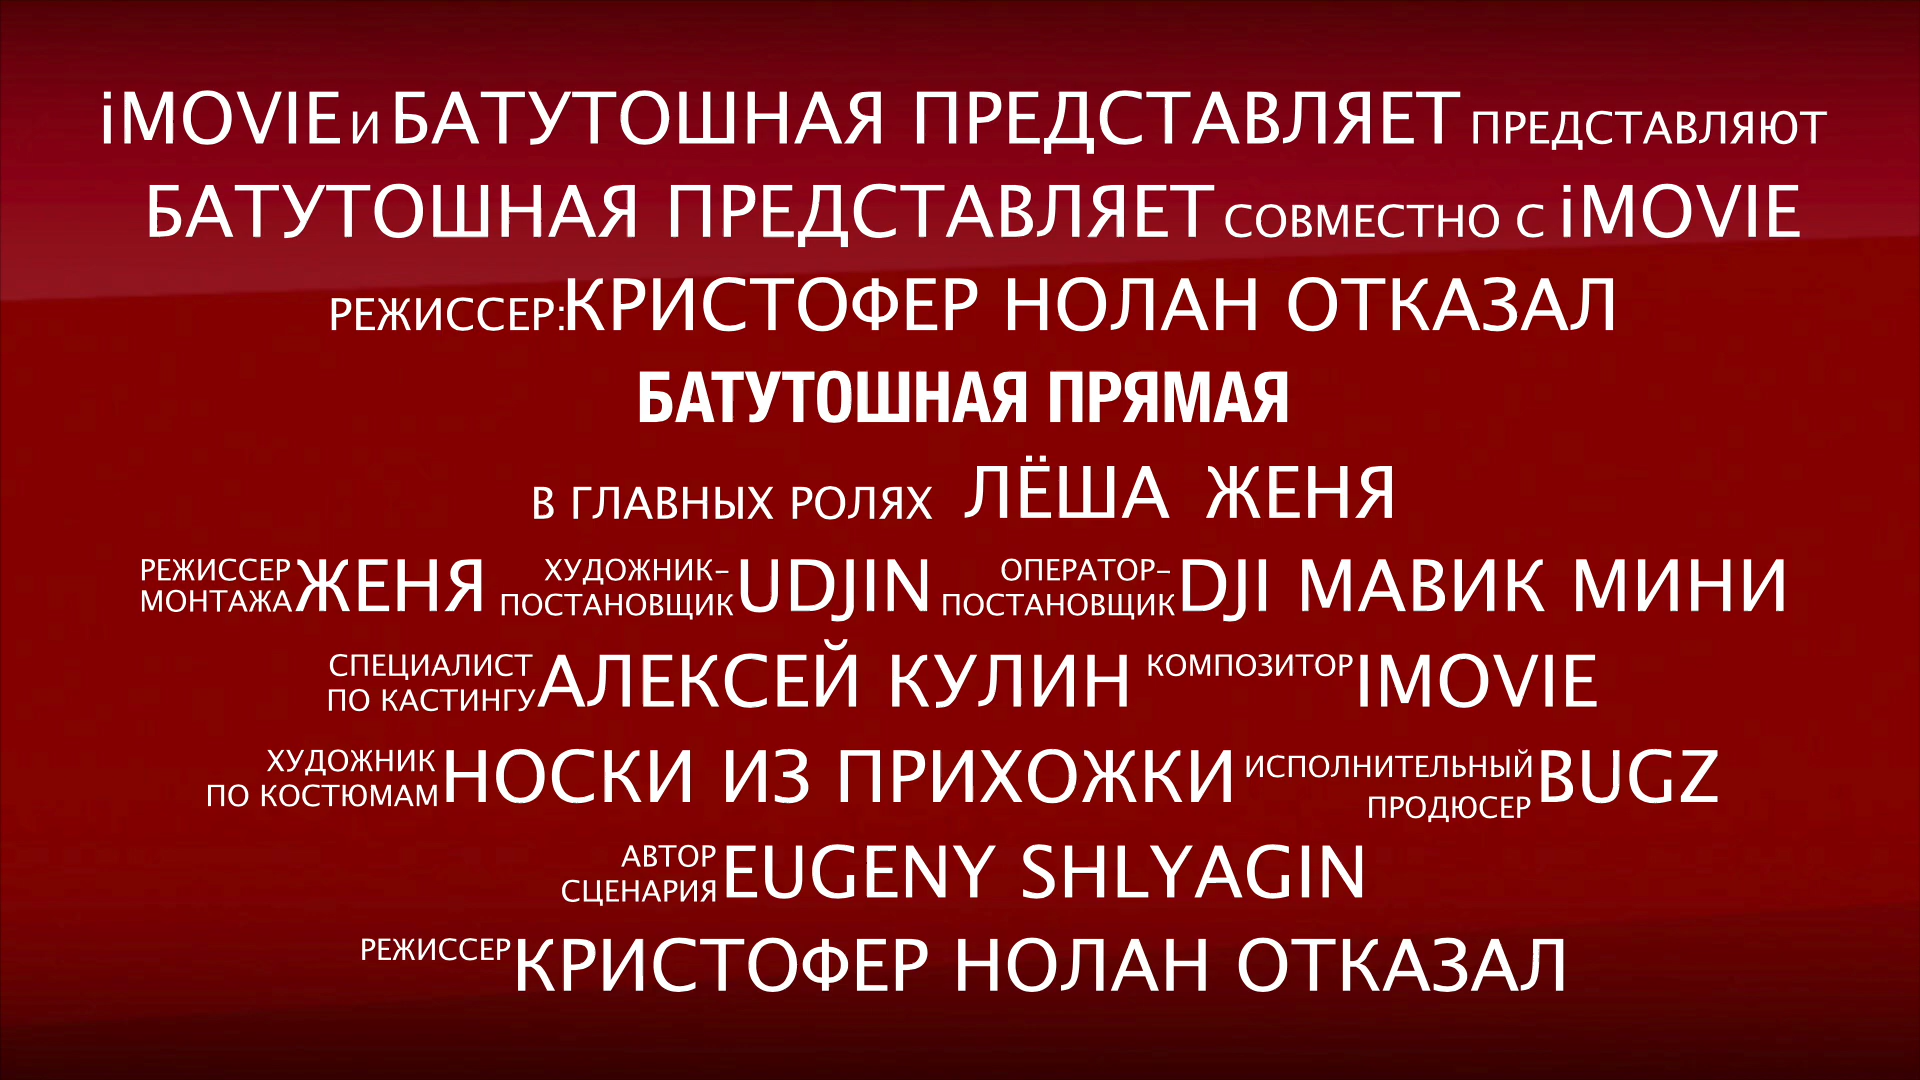 iMOVIE И БАТУТОШНАЯ ПРЕДСТАВЛЯЕТ ПРЕДСТАВЛЯЮТ
БАТУТОШНАЯ ПРЕДСТАВЛЯЕТ СОВМЕСТНО С iMOVIE
РЕЖИССЕР:КРИСТОФЕР НОЛАН ОТКАЗАЛ
БАТУТОШНАЯ ПРЯМАЯ
В ГЛАВНЫХ РОЛЯХ ЛЁША ЖЕНЯ
РЕЖИССЕР МОНТАЖА ЖЕНЯ ХУДОЖНИК-ПОСТАНОВЩИК UDJIN ОПЕРАТОР-ПОСТАНОВЩИК DJI МАВИК МИНИ
СПЕЦИАЛИСТ ПО КАСТИНГУ АЛЕКСЕЙ КУЛИН КОМПОЗИТОР IMOVIE
ХУДОЖНИК ПО КОСТЮМАМ НОСКИ ИЗ ПРИХОЖКИ ИСПОЛНИТЕЛЬНЫЙ ПРОДЮСЕР BUGZ
АВТОР СЦЕНАРИЯ EUGENY SHLYAGIN
РЕЖИССЕР КРИСТОФЕР НОЛАН ОТКАЗАЛ